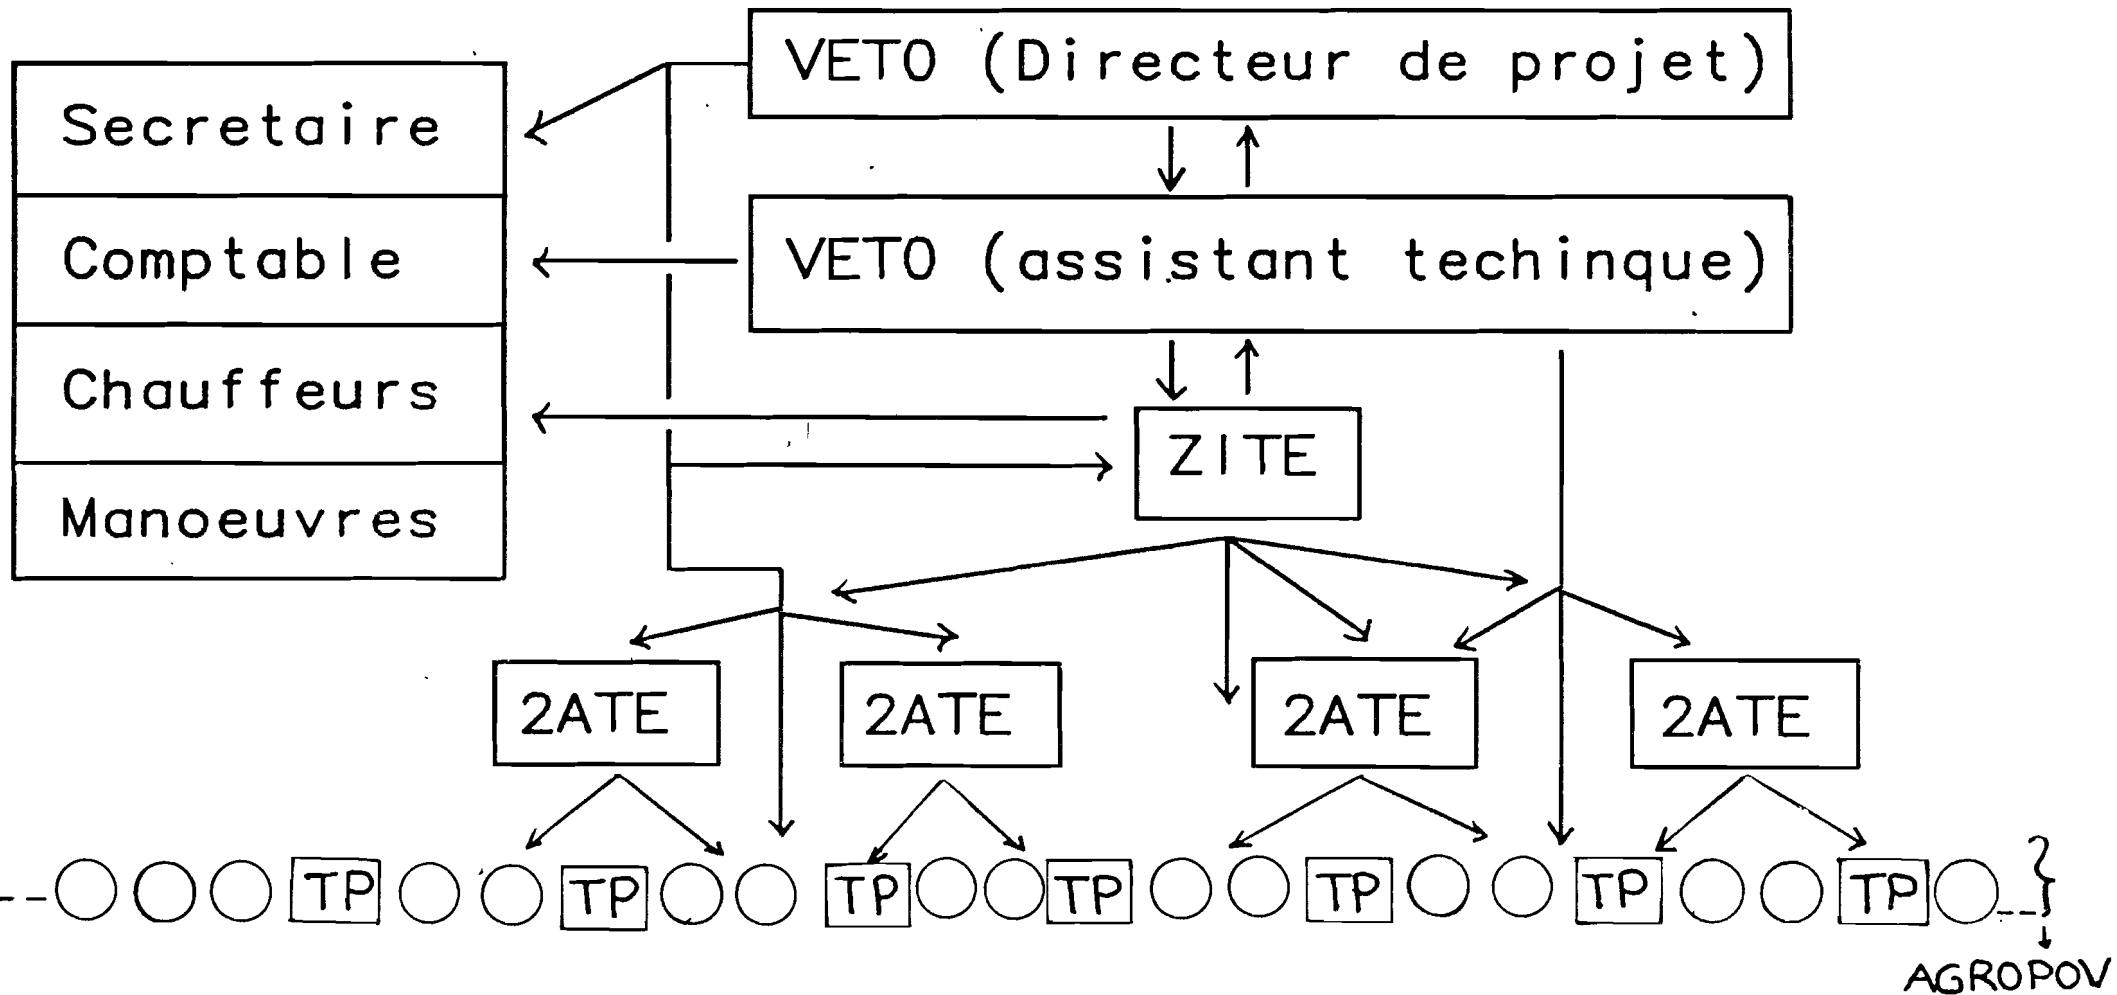 VETO (Directeur de projet)
Secretaire
Comptable
Chauffeurs
Manoeuvres
VETO (assistant techinque)
ZITE
2ATE 2ATE 2ATE 2ATE
TP TP TP TP TP TP TP
AGROPOV